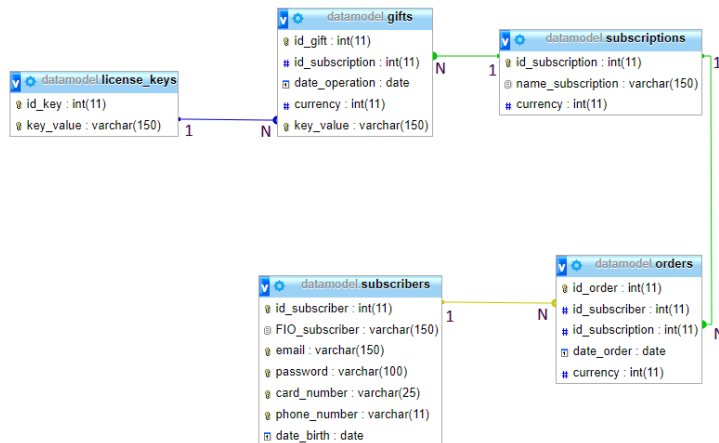 datamodel.gifts
id_gift : int(11)
id_subscription : int(11)
date_operation : date
currency : int(11)
key_value : varchar(150)
N
datamodel.subscriptions
id_subscription : int(11)
name_subscription : varchar(150)
currency : int(11)
1
1
datamodel.license_keys
id_key : int(11)
key_value : varchar(150)
1
N
datamodel.subscribers
id_subscriber : int(11)
FIO_subscriber : varchar(150)
email : varchar(150)
password : varchar(100)
card_number : varchar(25)
phone_number : varchar(11)
date_birth : date
1
N
datamodel.orders
id_order : int(11)
id_subscriber : int(11)
id_subscription : int(11)
date_order : date
currency : int(11)
N